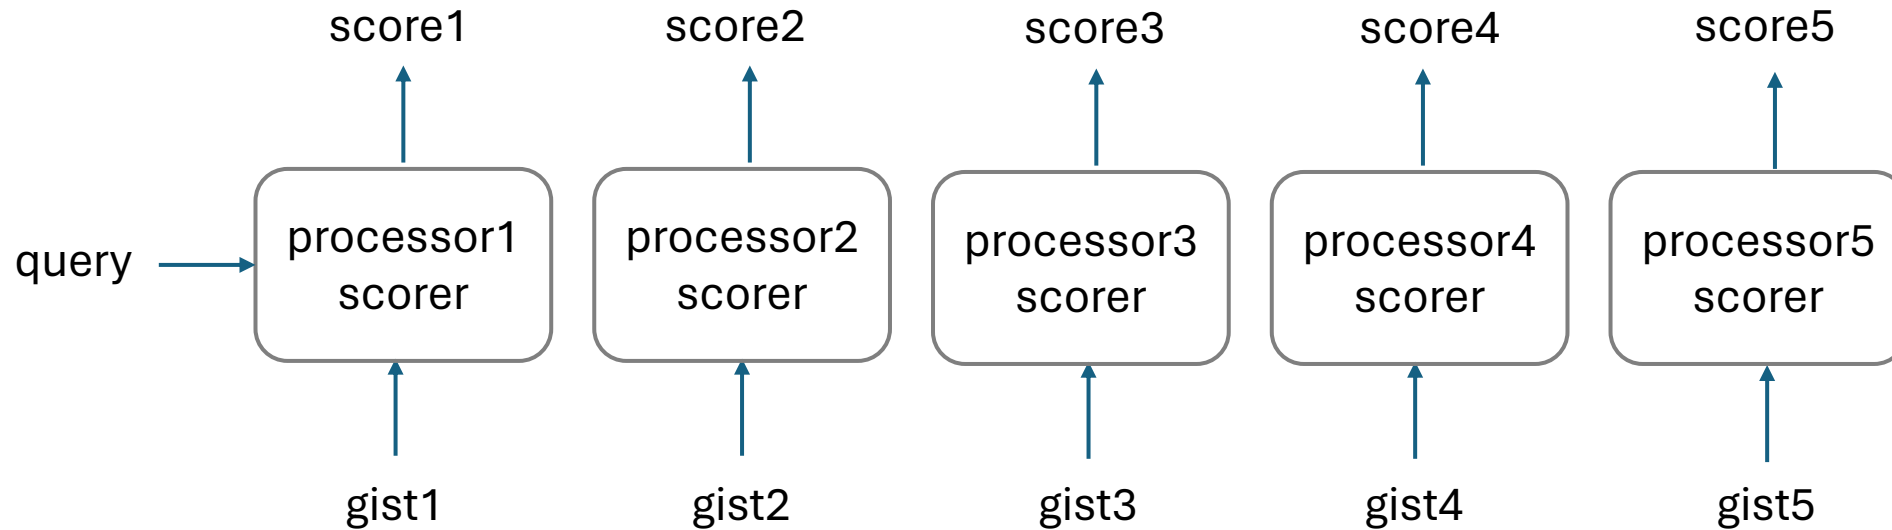 score1 score2 score3 score4 score5
query
processor1
scorer
processor2
scorer
processor3
scorer
processor4
scorer
processor5
scorer
gist1 gist2 gist3 gist4 gist5